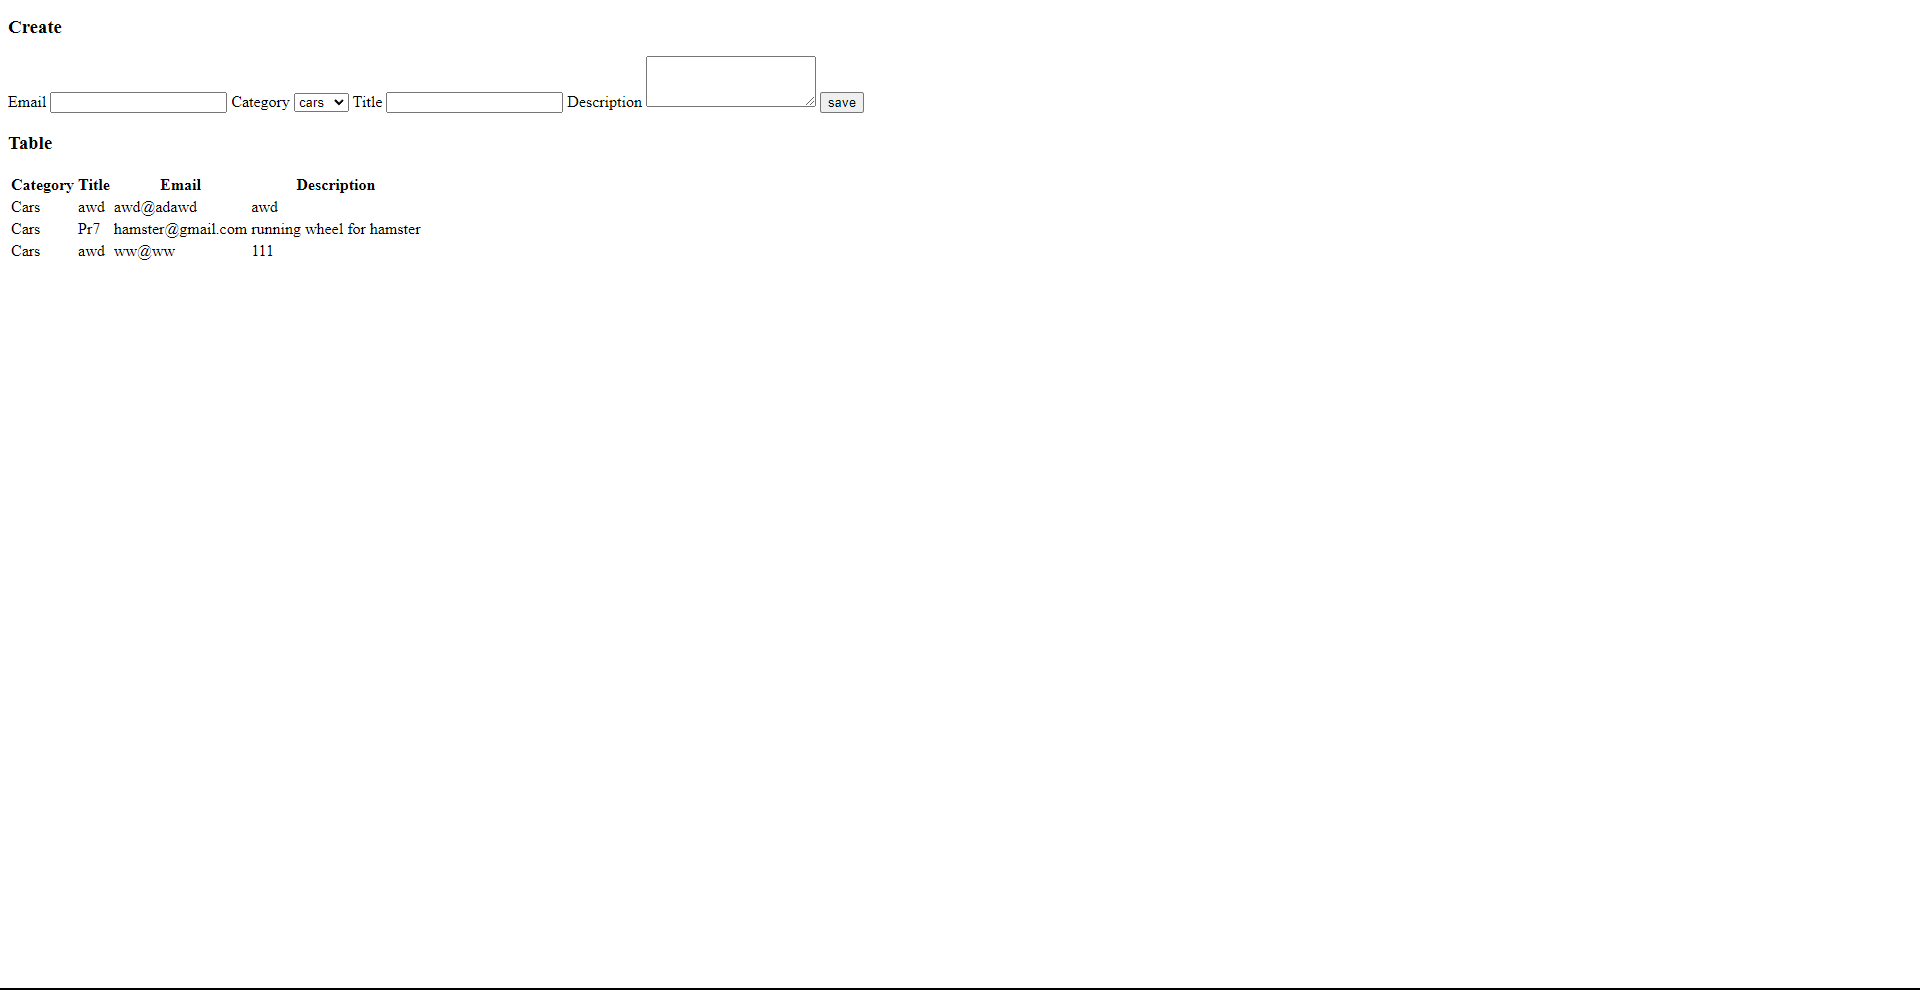 Create
Email Category cars Title Description save
Table
Category Title Email Description
Cars awd awd@adawd awd
Cars Pr7 hamster@gmail.com running wheel for hamster
Cars awd ww@ww 111